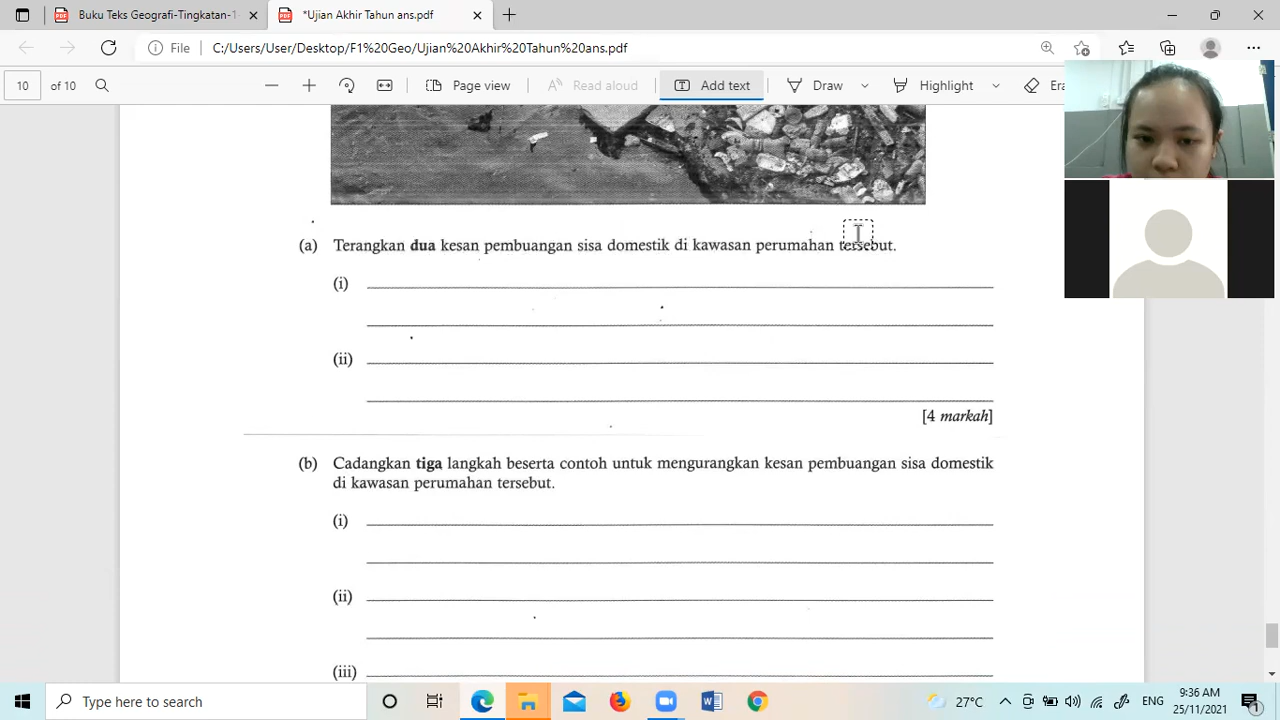 Buku Teks Geografi-Tingkatan-1
*Ujian Akhir Tahun ans.pdf
File
C:/Users/User/Desktop/F1%20Geo/Ujian%20Akhir%20Tahun%20ans.pdf
10 of 10
Page view
Read aloud
Add text
Draw
Highlight
Era
(a) Terangkan dua kesan pembuangan sisa domestik di kawasan perumahan tersebut.
(i)
(ii)
[4 markah]
(b) Cadangkan tiga langkah beserta contoh untuk mengurangkan kesan pembuangan sisa domestik
di kawasan perumahan tersebut.
(i)
(ii)
(iii)
Type here to search
27°C
ENG
9:36 AM
25/11/2021